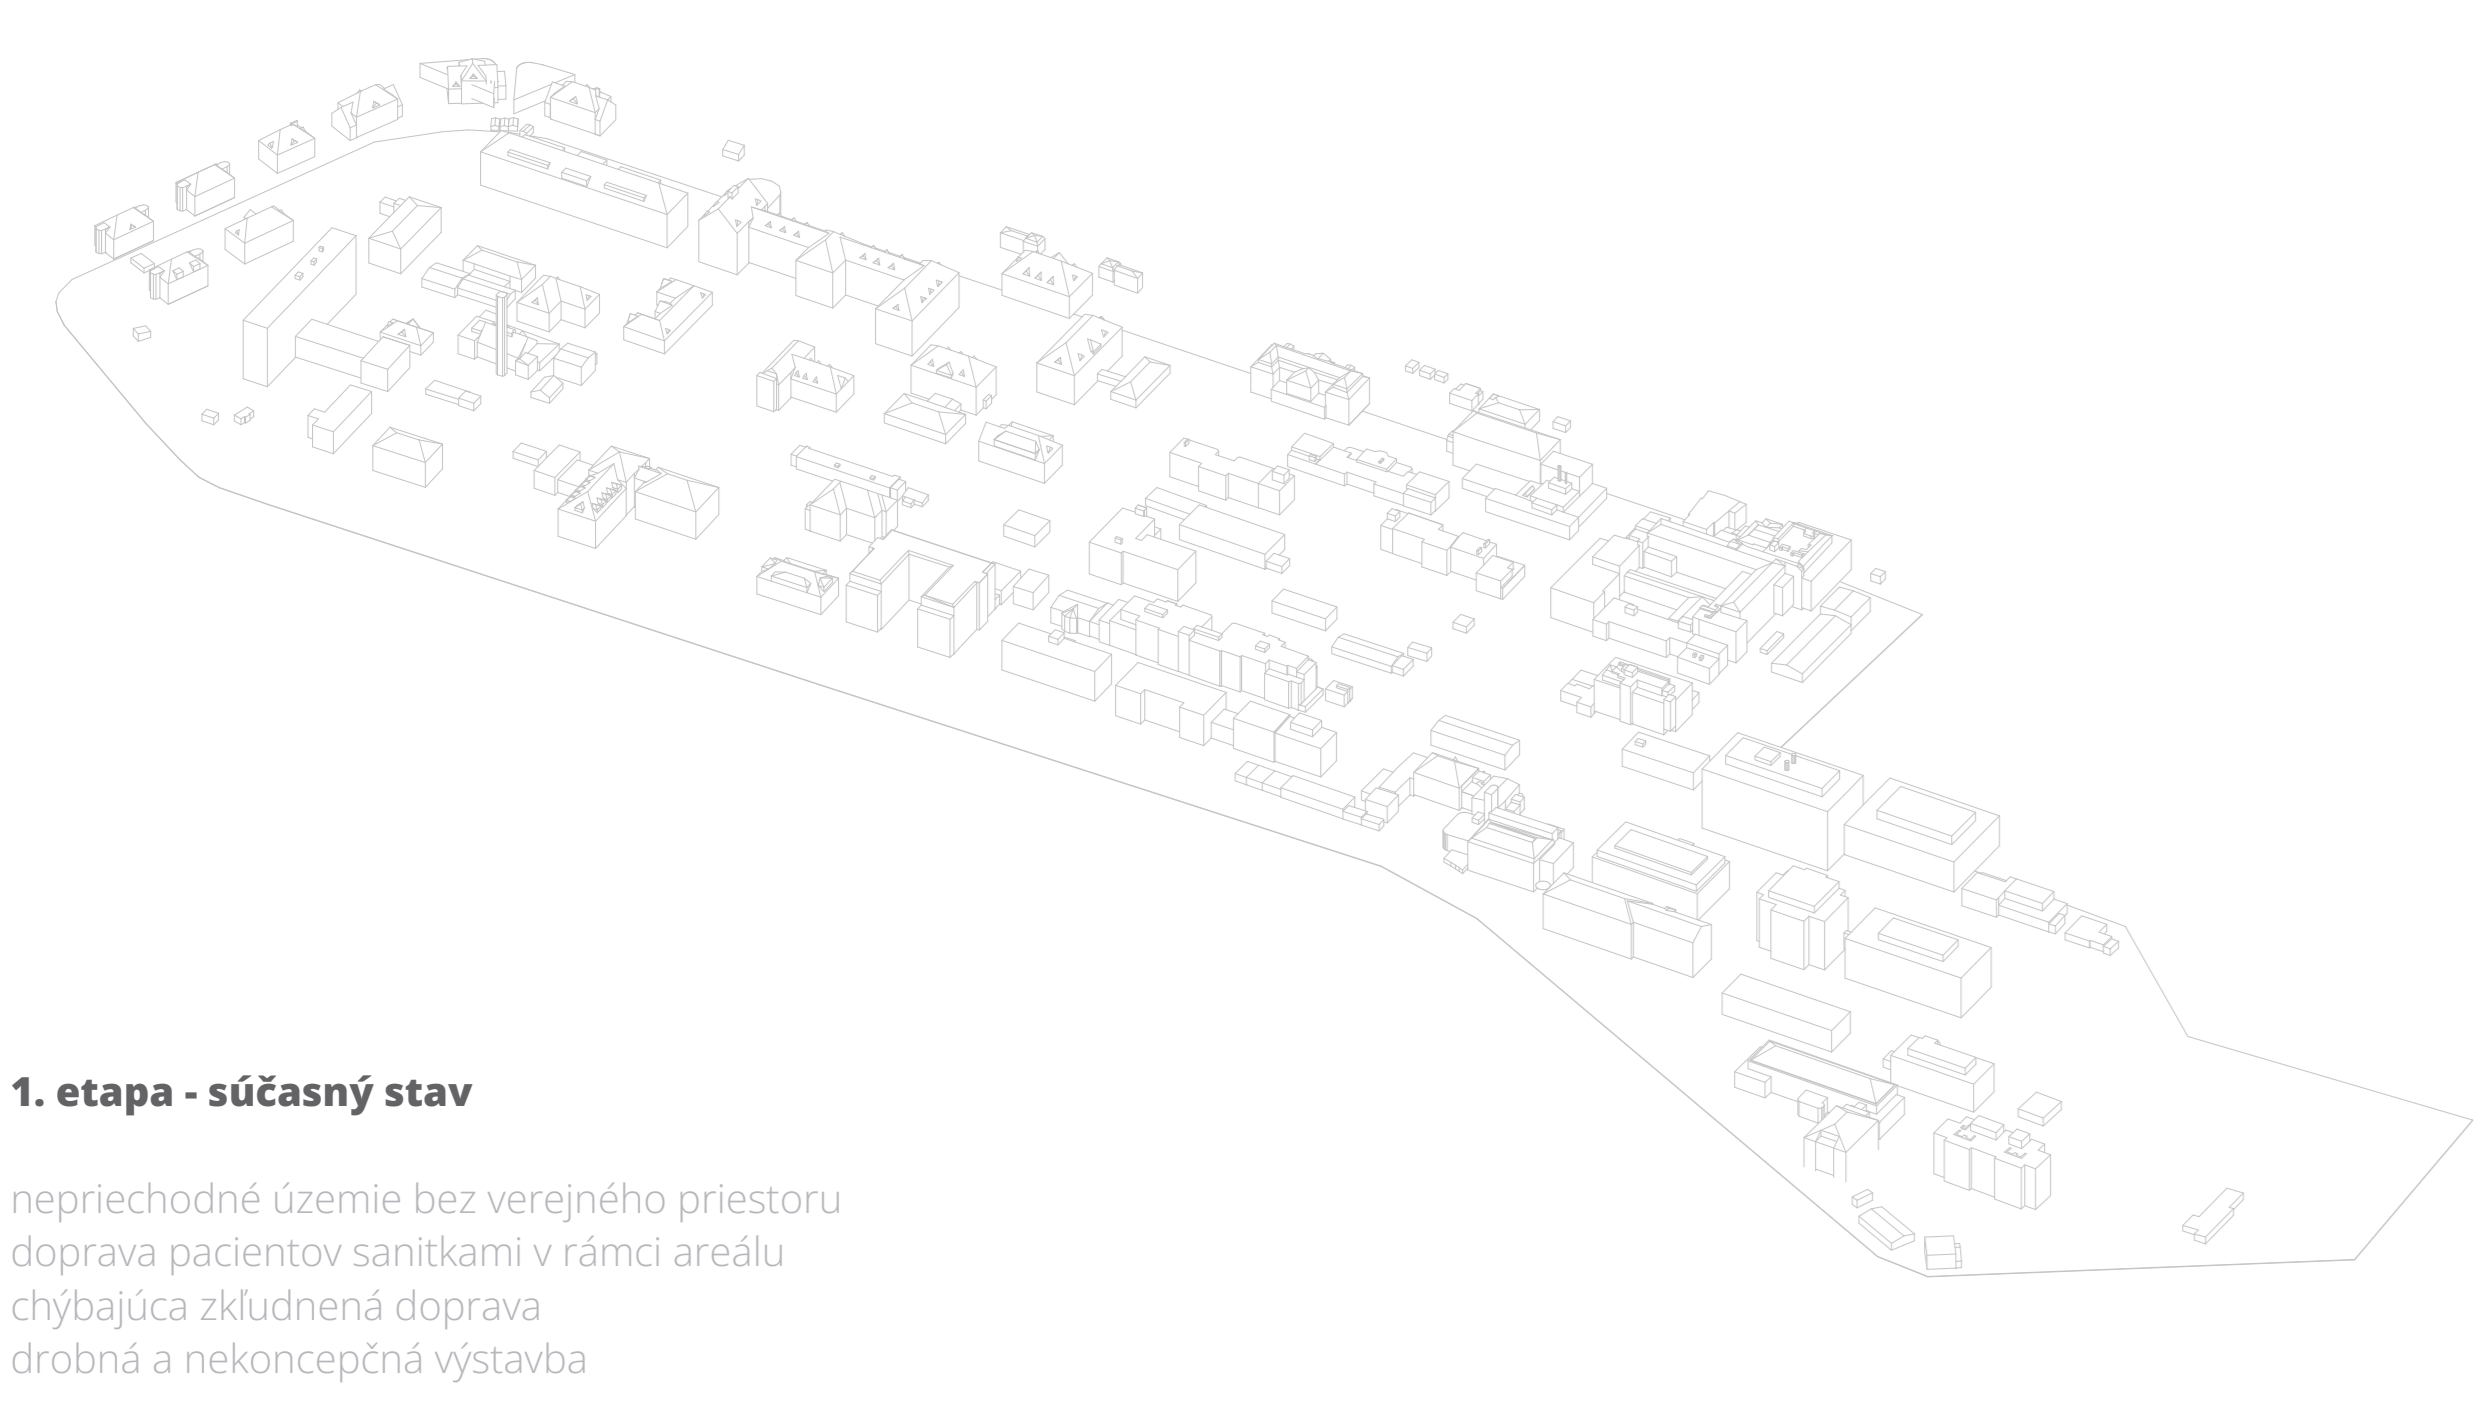 1. etapa - súčasný stav
nepriechodné územie bez verejného priestoru
doprava pacientov sanitkami v rámci areálu
chýbajúca zkľudnená doprava
drobná a nekoncepčná výstavba